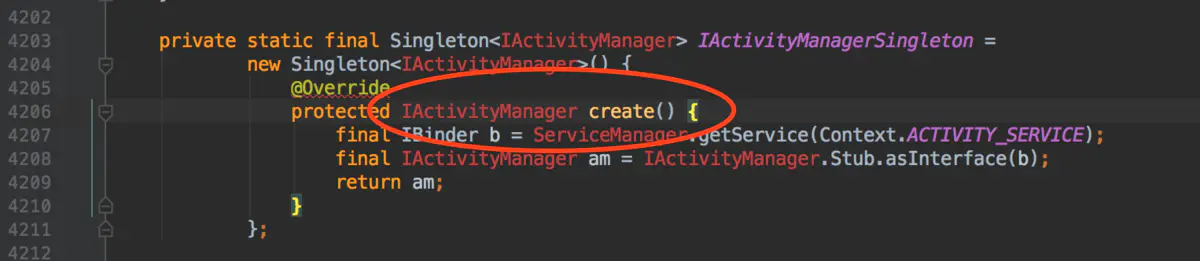 4202
4203 private static final Singleton<IActivityManager> IActivityManagerSingleton =
4204 new Singleton<IActivityManager>() {
4205 @Override
4206 protected IActivityManager create() {
4207 final IBinder b = ServiceManager.getService(Context.ACTIVITY_SERVICE);
4208 final IActivityManager am = IActivityManager.Stub.asInterface(b);
4209 return am;
4210 }
4211 };
4212